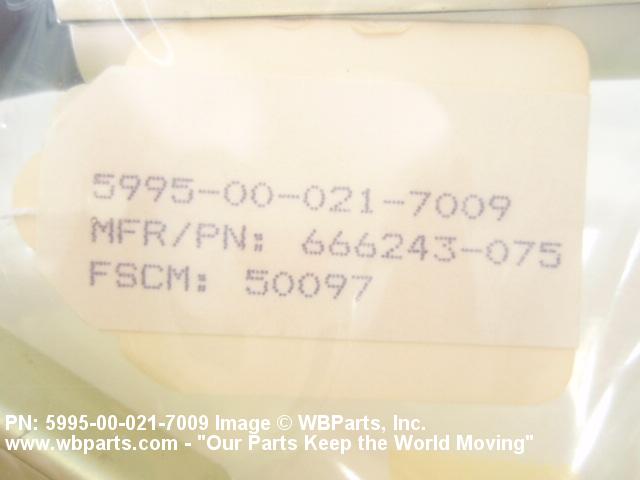 5995-00-021-7009
MFR/PN: 666243-075
FSCM: 50097
PN: 5995-00-021-7009 Image © WBParts, Inc.
www.wbparts.com - "Our Parts Keep the World Moving"